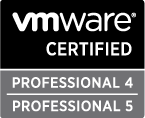 vmware®
CERTIFIED
PROFESSIONAL 4
PROFESSIONAL 5